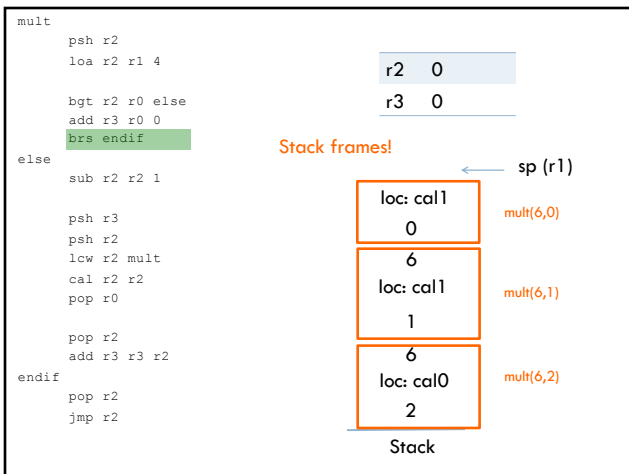 mult
psh r2
loa r2 r1 4
bgt r2 r0 else
add r3 r0 0
brs endif
else
sub r2 r2 1
psh r3
psh r2
lcw r2 mult
cal r2 r2
pop r0
pop r2
add r3 r3 r2
endif
pop r2
jmp r2
r2 0
r3 0
Stack frames!
sp (r1)
loc: cal1
0
mult(6,0)
6
loc: cal1
1
mult(6,1)
6
loc: cal0
2
mult(6,2)
Stack